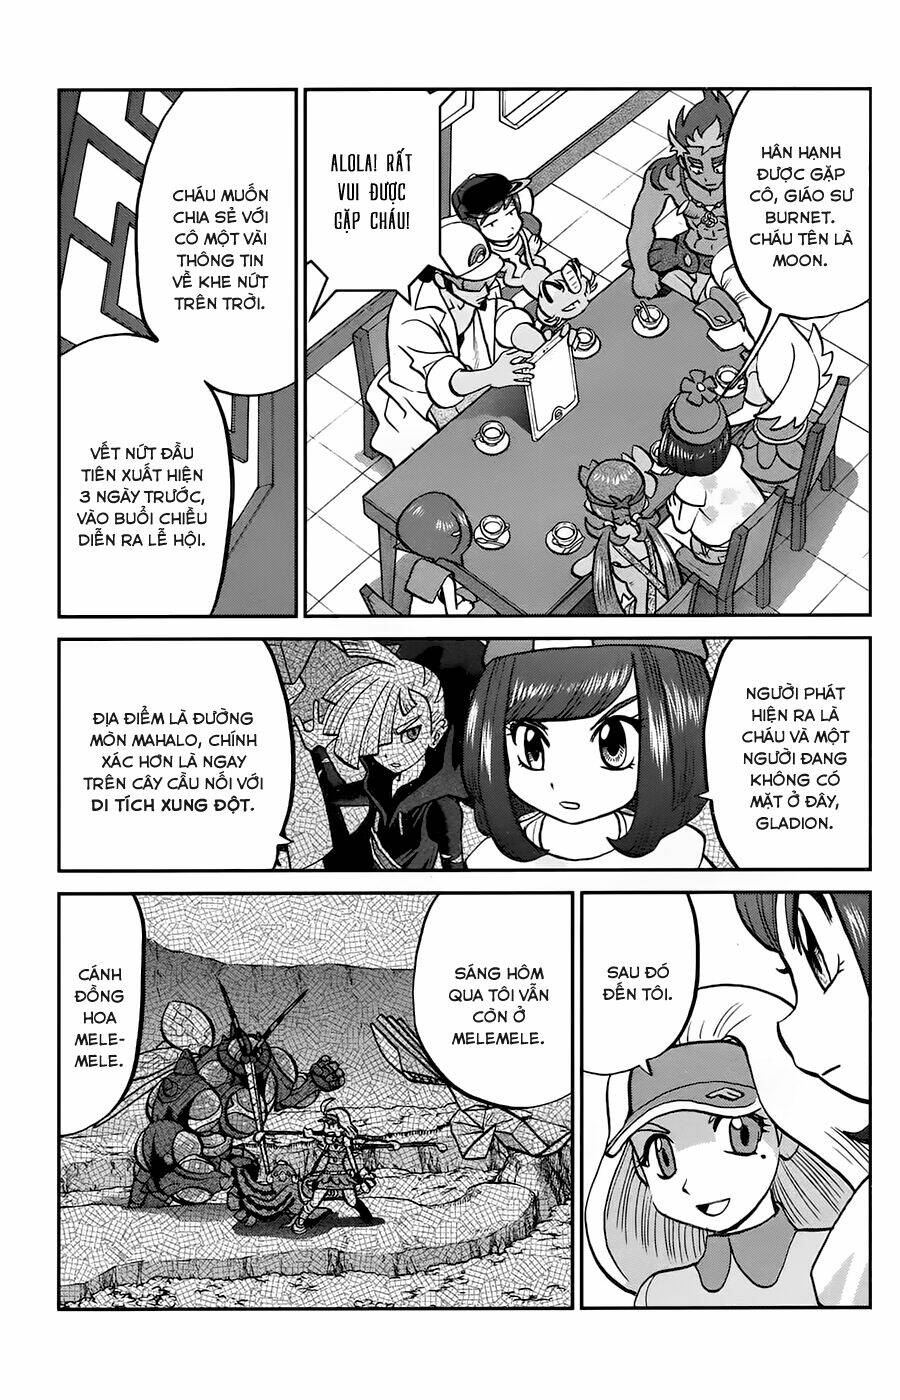 HÂN HẠNH
ĐƯỢC GẶP
CÔ, GIÁO SƯ
BURNET.
CHÁU TÊN LÀ
MOON.
ALOLA! RẤT
VUI ĐƯỢC
GẶP CHÁU!
CHÁU MUỐN
CHIA SẺ VỚI
CÔ MỘT VÀI
THÔNG TIN
VỀ KHE NỨT
TRÊN TRỜI.
VẾT NỨT ĐẦU
TIÊN XUẤT HIỆN
3 NGÀY TRƯỚC,
VÀO BUỔI CHIỀU
DIỄN RA LỄ HỘI.
NGƯỜI PHÁT
HIỆN RA LÀ
CHÁU VÀ MỘT
NGƯỜI ĐANG
KHÔNG CÓ
MẶT Ở ĐÂY,
GLADION.
ĐỊA ĐIỂM LÀ ĐƯỜNG
MÒN MAHALO, CHÍNH
XÁC HƠN LÀ NGAY
TRÊN CÂY CẦU NỐI VỚI
DI TÍCH XUNG ĐỘT.
SAU ĐÓ
ĐẾN TÔI.
SÁNG HÔM
QUA TÔI VẪN
CÒN Ở
MELEMELE.
CÁNH
ĐỒNG
HOA
MELE-
MELE.